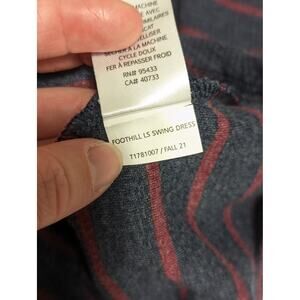 MACHINE
AVEC
SIMILAIRES
SÉCHER À LA MACHINE
CYCLE DOUX
FER À REPASSER FROID
RN# 95433
CA# 40733
FOOTHILL LS SWING DRESS
T1781007 / FALL 21